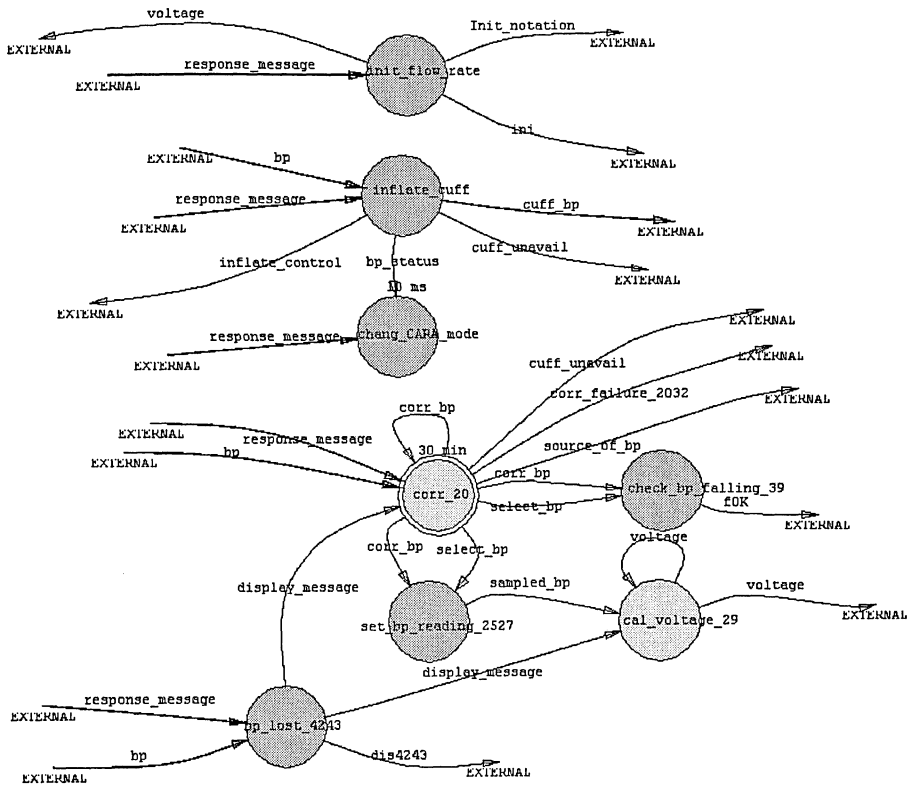 voltage
Init_notation
EXTERNAL
EXTERNAL
response_message
init_flow_rate
EXTERNAL
ini
EXTERNAL
bp
EXTERNAL
response_message
inflate_cuff
cuff_bp
EXTERNAL
EXTERNAL
inflate_control
bp_status
cuff_unavail
EXTERNAL
10 ms
EXTERNAL
response_message
chang_CARA_mode
EXTERNAL
EXTERNAL
cuff_unavail
EXTERNAL
corr_failure_2032
corr_bp
EXTERNAL
EXTERNAL
response_message
bp
EXTERNAL
30 min
source_of_bp
corr_bp
corr_20
check_bp_falling_39
select_bp
f0K
EXTERNAL
corr_bp
select_bp
voltage
display_message
sampled_bp
voltage
EXTERNAL
set_bp_reading_2527
cal_voltage_29
display_message
response_message
EXTERNAL
bp_lost_4243
bp
dis4243
EXTERNAL
EXTERNAL